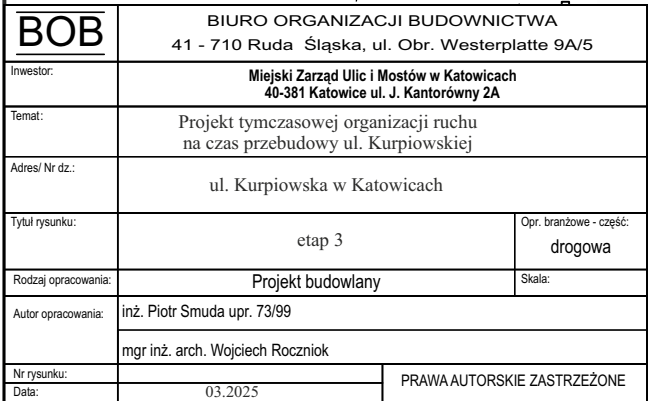 BOB
BIURO ORGANIZACJI BUDOWNICTWA
41 - 710 Ruda Śląska, ul. Obr. Westerplatte 9A/5
Inwestor:
Miejski Zarząd Ulic i Mostów w Katowicach
40-381 Katowice ul. J. Kantorówny 2A
Temat:
Projekt tymczasowej organizacji ruchu
na czas przebudowy ul. Kurpiowskiej
Adres/ Nr dz.:
ul. Kurpiowska w Katowicach
Tytuł rysunku:
etap 3
Opr. branżowe - część:
drogowa
Rodzaj opracowania:
Projekt budowlany
Skala:
Autor opracowania:
inż. Piotr Smuda upr. 73/99
mgr inż. arch. Wojciech Roczniok
Nr rysunku:
Data:
03.2025
PRAWA AUTORSKIE ZASTRZEŻONE